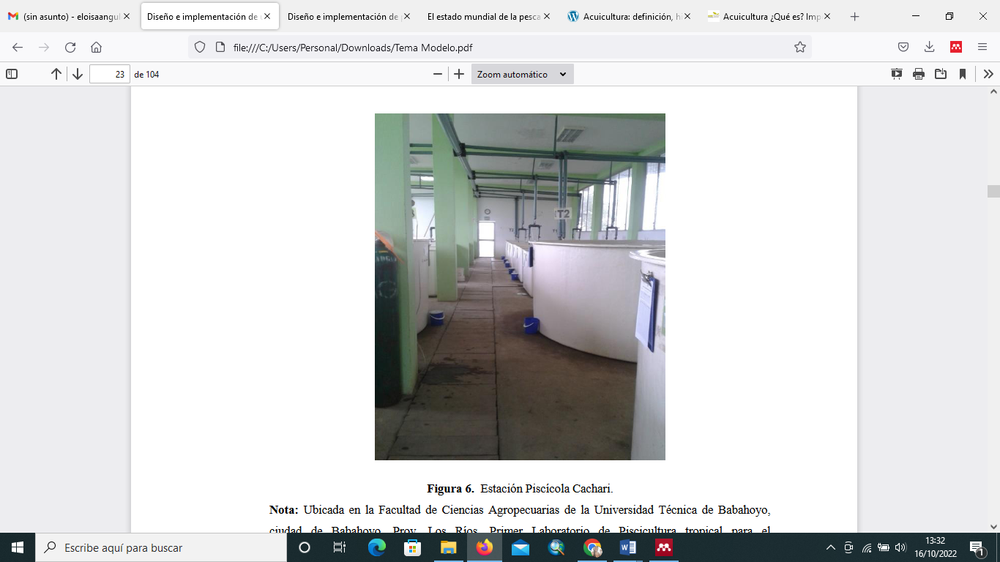 (sin asunto) - eloisaangul
Diseño e implementación de u
Diseño e implementación de p
El estado mundial de la pesca
Acuicultura: definición, hi
Acuicultura ¿Qué es? Imp
file:///C:/Users/Personal/Downloads/Tema Modelo.pdf
23 de 104
Zoom automático
T2
Figura 6. Estación Piscícola Cachari.
Nota: Ubicada en la Facultad de Ciencias Agropecuarias de la Universidad Técnica de Babahoyo,
ciudad de Babahoyo, Prov. Los Ríos. Primer Laboratorio de Piscicultura tropical para el
Escribe aquí para buscar
13:32
16/10/2022
1